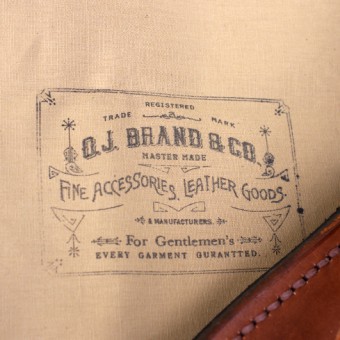 REGISTERED
TRADE MARK
O.J. BRAND & CO.
MASTER MADE
FINE ACCESSORIES, LEATHER GOODS.
& MANUFACTURERS.
For Gentlemen's
EVERY GARMENT GURANTTED.